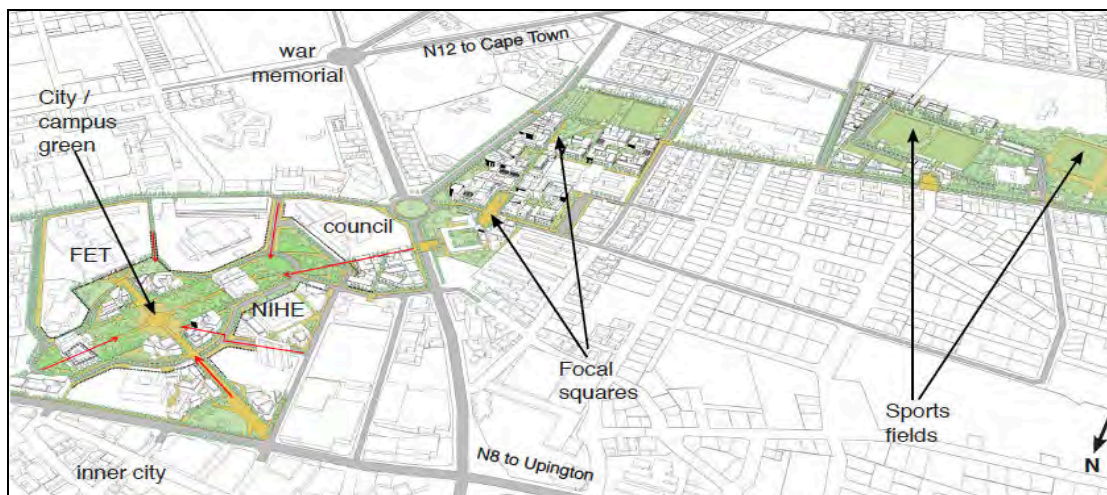 war
memorial
N12 to Cape Town
City /
campus
green
council
FET
NIHE
Focal
squares
Sports
fields
N8 to Upington
inner city
N